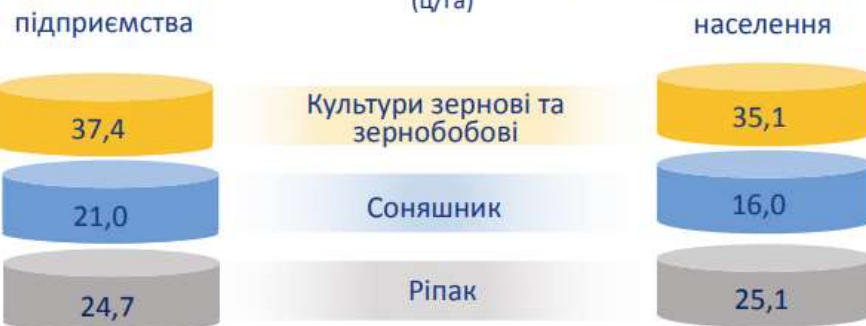 (ц/га)
підприємства
населення
37,4
Культури зернові та
зернобобові
35,1
21,0
Соняшник
16,0
24,7
Ріпак
25,1